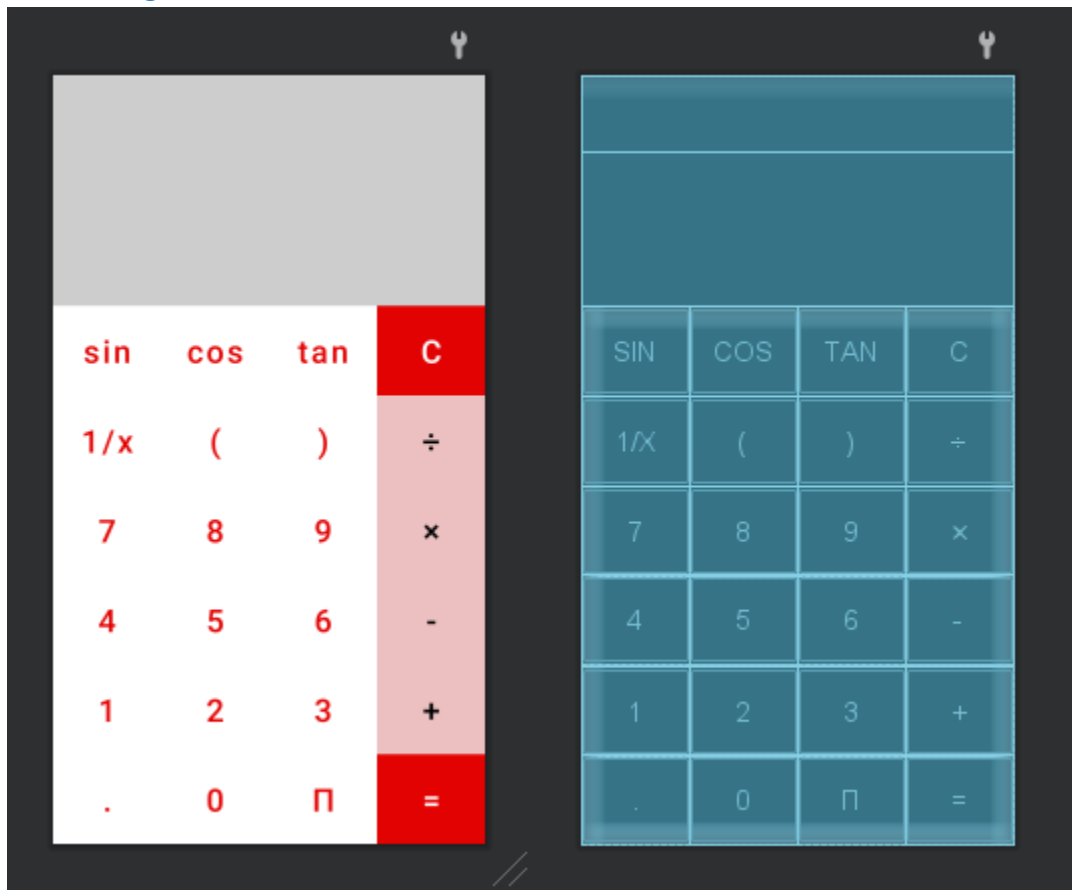 sin cos tan C
1/x ( ) ÷
7 8 9 ×
4 5 6 -
1 2 3 +
. 0 П =
SIN COS TAN C
1/X ( ) ÷
7 8 9 ×
4 5 6 -
1 2 3 +
. 0 П =